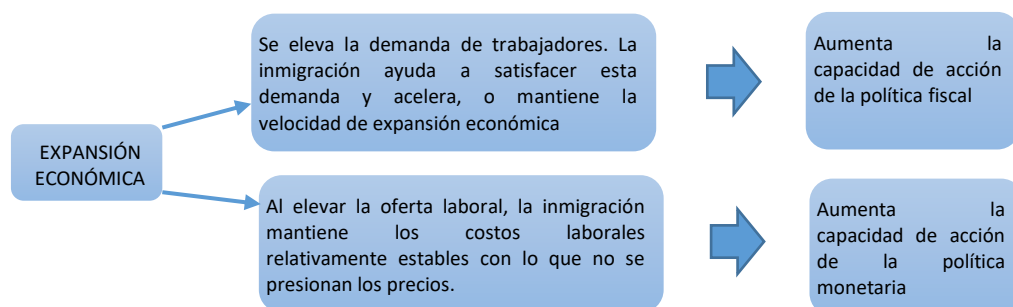 Se eleva la demanda de trabajadores. La
inmigración ayuda a satisfacer esta
demanda y acelera, o mantiene la
velocidad de expansión económica
Aumenta la
capacidad de acción
de la política fiscal
EXPANSIÓN
ECONÓMICA
Al elevar la oferta laboral, la inmigración
mantiene los costos laborales
relativamente estables con lo que no se
presionan los precios.
Aumenta la
capacidad de acción
de la política
monetaria